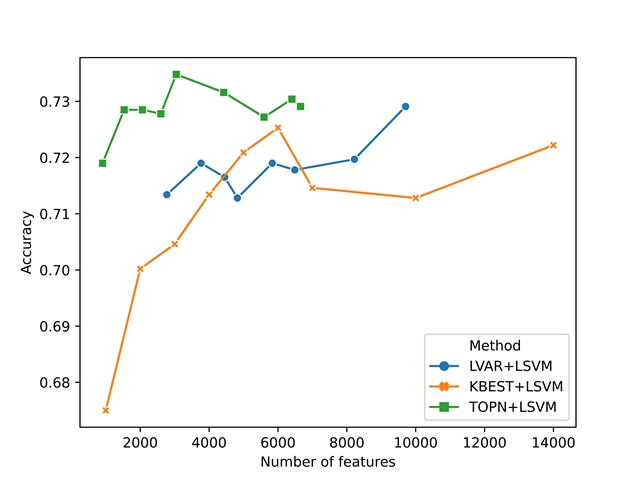 0.73
0.72
0.71
0.70
0.69
0.68
Accuracy
2000 4000 6000 8000 10000 12000 14000
Number of features
Method
LVAR+LSVM
KBEST+LSVM
TOPN+LSVM